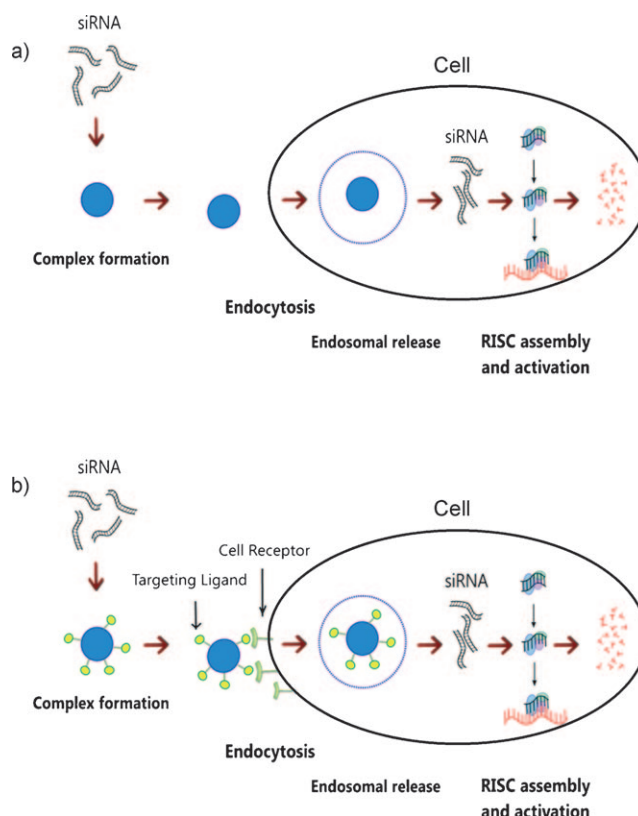 siRNA
a)
Cell
siRNA
Complex formation
Endocytosis
Endosomal release
RISC assembly
and activation
siRNA
b)
Cell
Cell Receptor
Targeting Ligand
siRNA
Complex formation
Endocytosis
Endosomal release
RISC assembly
and activation